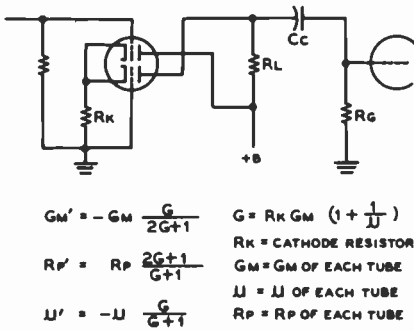 Cc
RL
RK
RG
+B
GM' = -GM G/2G+1
G = RK GM (1 + 1/μ)
RK = CATHODE RESISTOR
RP' = RP 2G+1/G+1
GM = GM OF EACH TUBE
μ = μ OF EACH TUBE
μ' = -μ G/G+1
RP = RP OF EACH TUBE